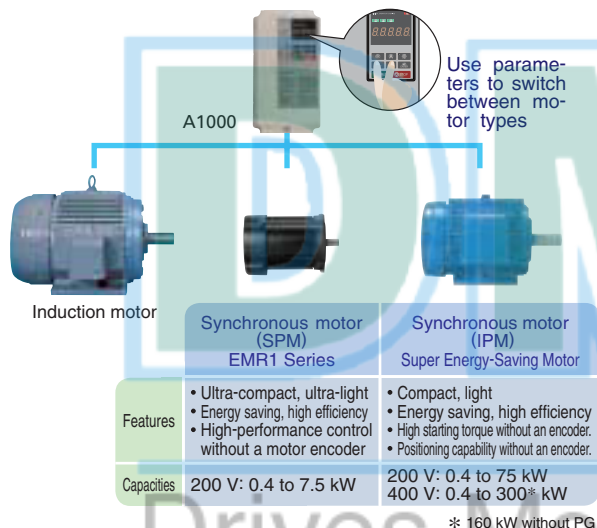 88888
Use parame-
ters to switch
between mo-
tor types
A1000
Induction motor
Synchronous motor
(SPM)
EMR1 Series
Synchronous motor
(IPM)
Super Energy-Saving Motor
Features
• Ultra-compact, ultra-light
• Energy saving, high efficiency
• High-performance control
without a motor encoder
• Compact, light
• Energy saving, high efficiency
• High starting torque without an encoder.
• Positioning capability without an encoder.
Capacities
200 V: 0.4 to 7.5 kW
200 V: 0.4 to 75 kW
400 V: 0.4 to 300* kW
* 160 kW without PG